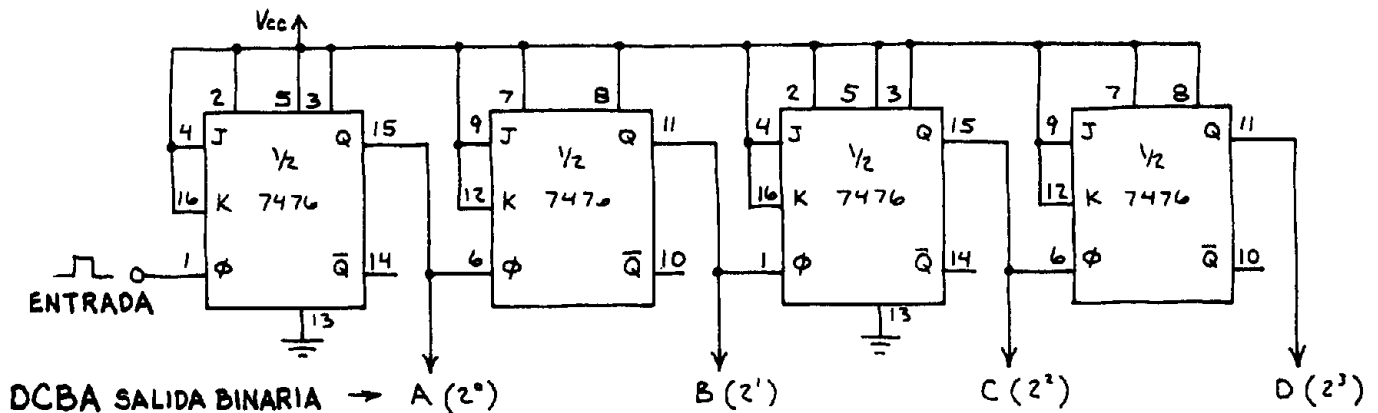 Vcc
2 5 3 7 8 2 5 3 7 8
4 J Q 15 9 J Q 11 4 J Q 15 9 J Q 11
1/2 1/2 1/2 1/2
16 K 7476 12 K 7476 16 K 7476 12 K 7476
1 Φ Q̅ 14 6 Φ Q̅ 10 1 Φ Q̅ 14 6 Φ Q̅ 10
ENTRADA
13 13
DCBA SALIDA BINARIA → A (2⁰) B (2¹) C (2²) D (2³)